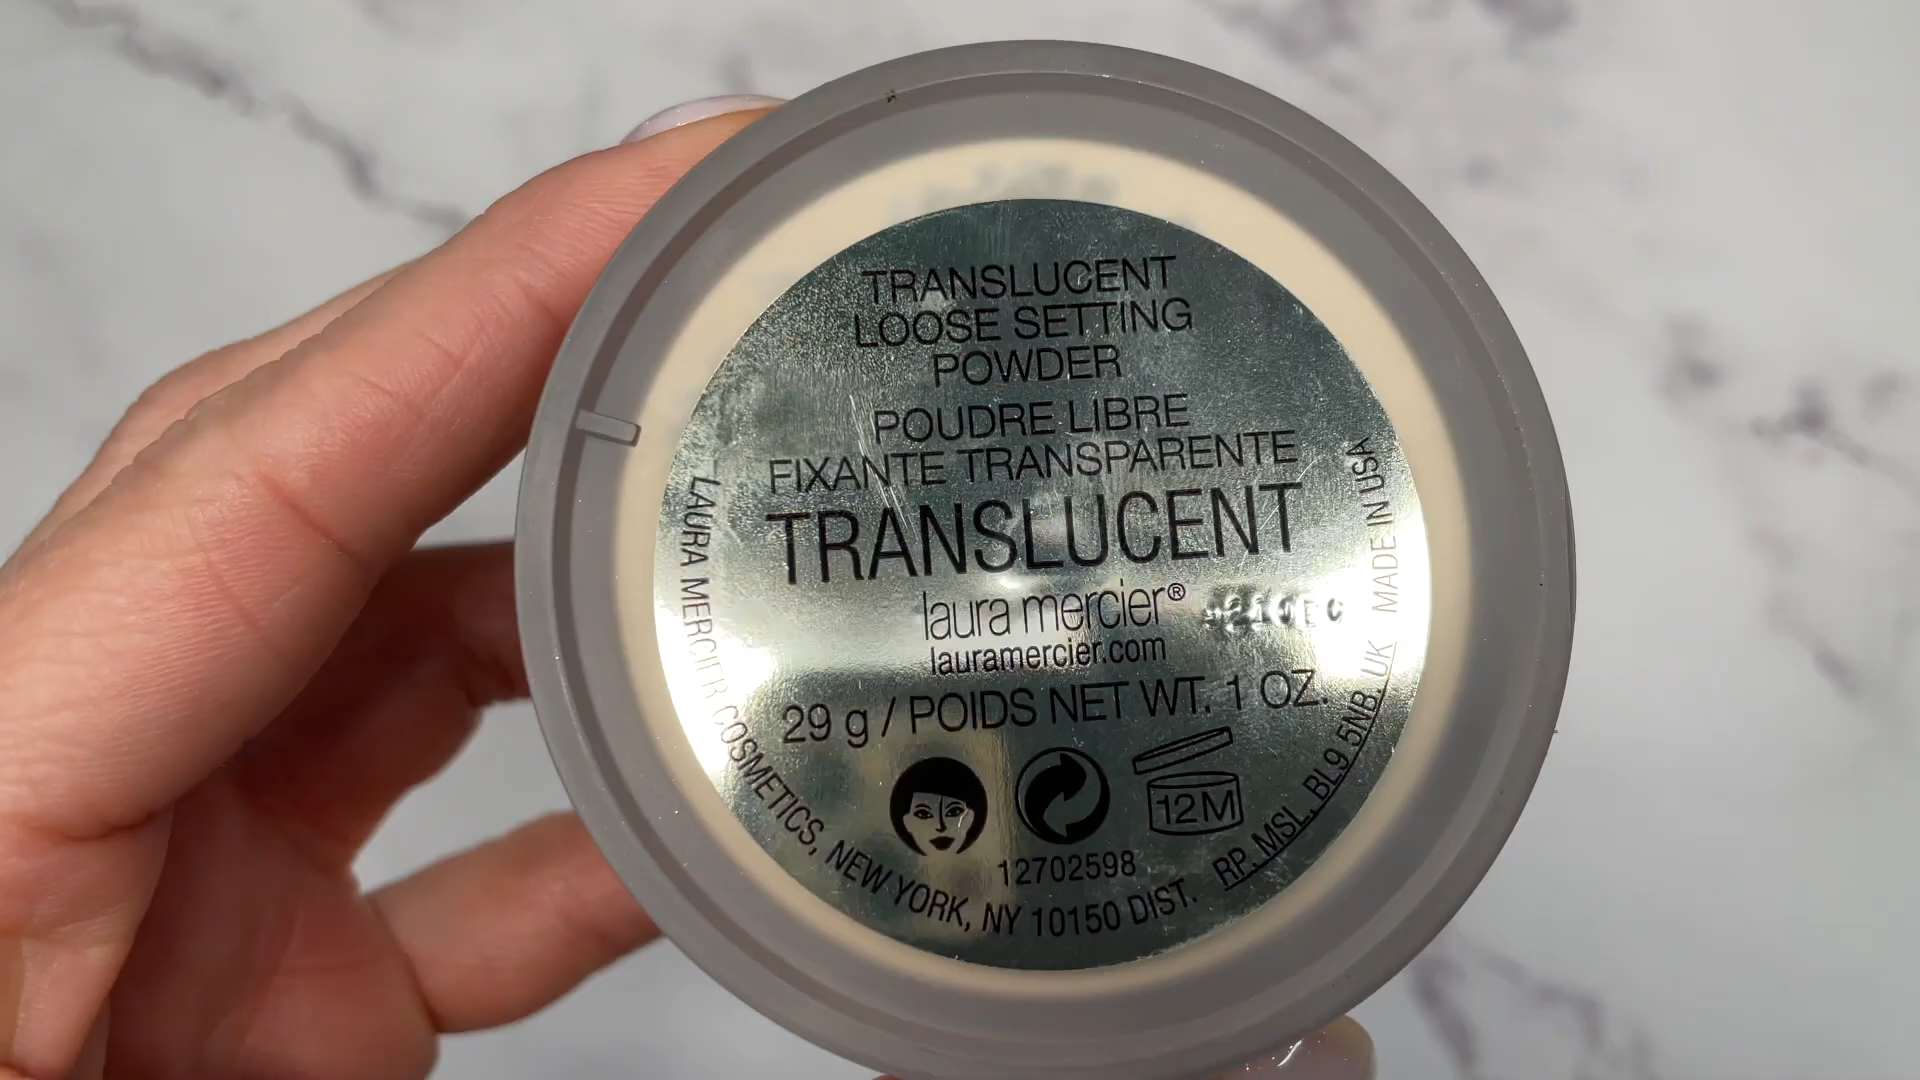 TRANSLUCENT
LOOSE SETTING
POWDER
POUDRE LIBRE
FIXANTE TRANSPARENTE
TRANSLUCENT
laura mercier®
lauramercier.com
29 g / POIDS NET WT. 1 OZ.
12M
12702598
LAURA MERCIER COSMETICS, NEW YORK, NY 10150 DIST. RP, MSL, BL9 5NB, UK MADE IN USA